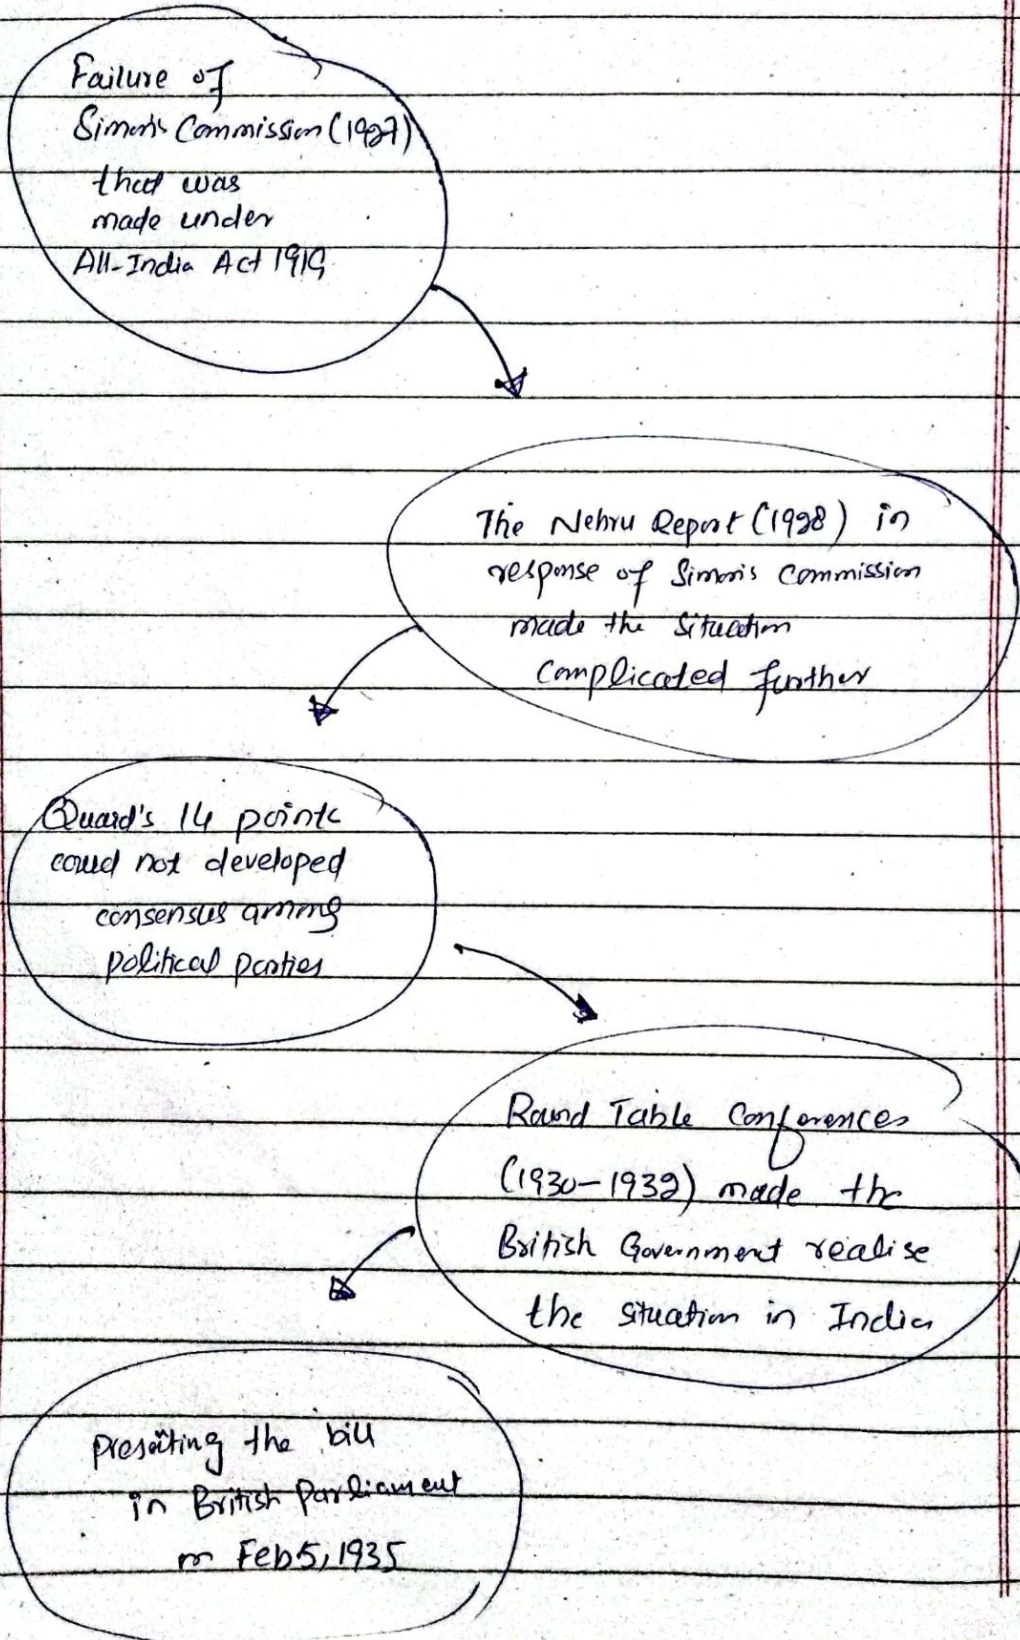 Failure of
Simon's Commission (1927)
that was
made under
All-India Act 1919
The Nehru Report (1928) in
response of Simon's Commission
made the situation
complicated further
Quaid's 14 points
could not developed
consensus among
political parties
Round Table Conferences
(1930-1932) made the
British Government realise
the situation in India
presenting the bill
in British Parliament
on Feb 5, 1935